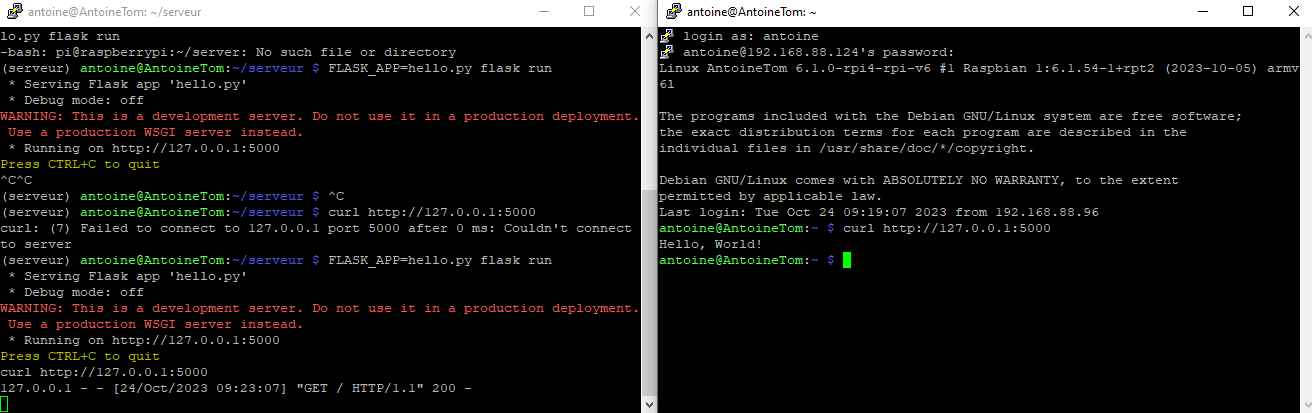 antoine@AntoineTom: ~/serveur
lo.py flask run
-bash: pi@raspberrypi:~/server: No such file or directory
(serveur) antoine@AntoineTom:~/serveur $ FLASK_APP=hello.py flask run
 * Serving Flask app 'hello.py'
 * Debug mode: off
WARNING: This is a development server. Do not use it in a production deployment.
 Use a production WSGI server instead.
 * Running on http://127.0.0.1:5000
Press CTRL+C to quit
^C^C
(serveur) antoine@AntoineTom:~/serveur $ ^C
(serveur) antoine@AntoineTom:~/serveur $ curl http://127.0.0.1:5000
curl: (7) Failed to connect to 127.0.0.1 port 5000 after 0 ms: Couldn't connect
to server
(serveur) antoine@AntoineTom:~/serveur $ FLASK_APP=hello.py flask run
 * Serving Flask app 'hello.py'
 * Debug mode: off
WARNING: This is a development server. Do not use it in a production deployment.
 Use a production WSGI server instead.
 * Running on http://127.0.0.1:5000
Press CTRL+C to quit
curl http://127.0.0.1:5000
127.0.0.1 - - [24/Oct/2023 09:23:07] "GET / HTTP/1.1" 200 -
antoine@AntoineTom: ~
login as: antoine
antoine@192.168.88.124's password:
Linux AntoineTom 6.1.0-rpi4-rpi-v6 #1 Raspbian 1:6.1.54-1+rpt2 (2023-10-05) armv
6l
The programs included with the Debian GNU/Linux system are free software;
the exact distribution terms for each program are described in the
individual files in /usr/share/doc/*/copyright.
Debian GNU/Linux comes with ABSOLUTELY NO WARRANTY, to the extent
permitted by applicable law.
Last login: Tue Oct 24 09:19:07 2023 from 192.168.88.96
antoine@AntoineTom:~ $ curl http://127.0.0.1:5000
Hello, World!
antoine@AntoineTom:~ $